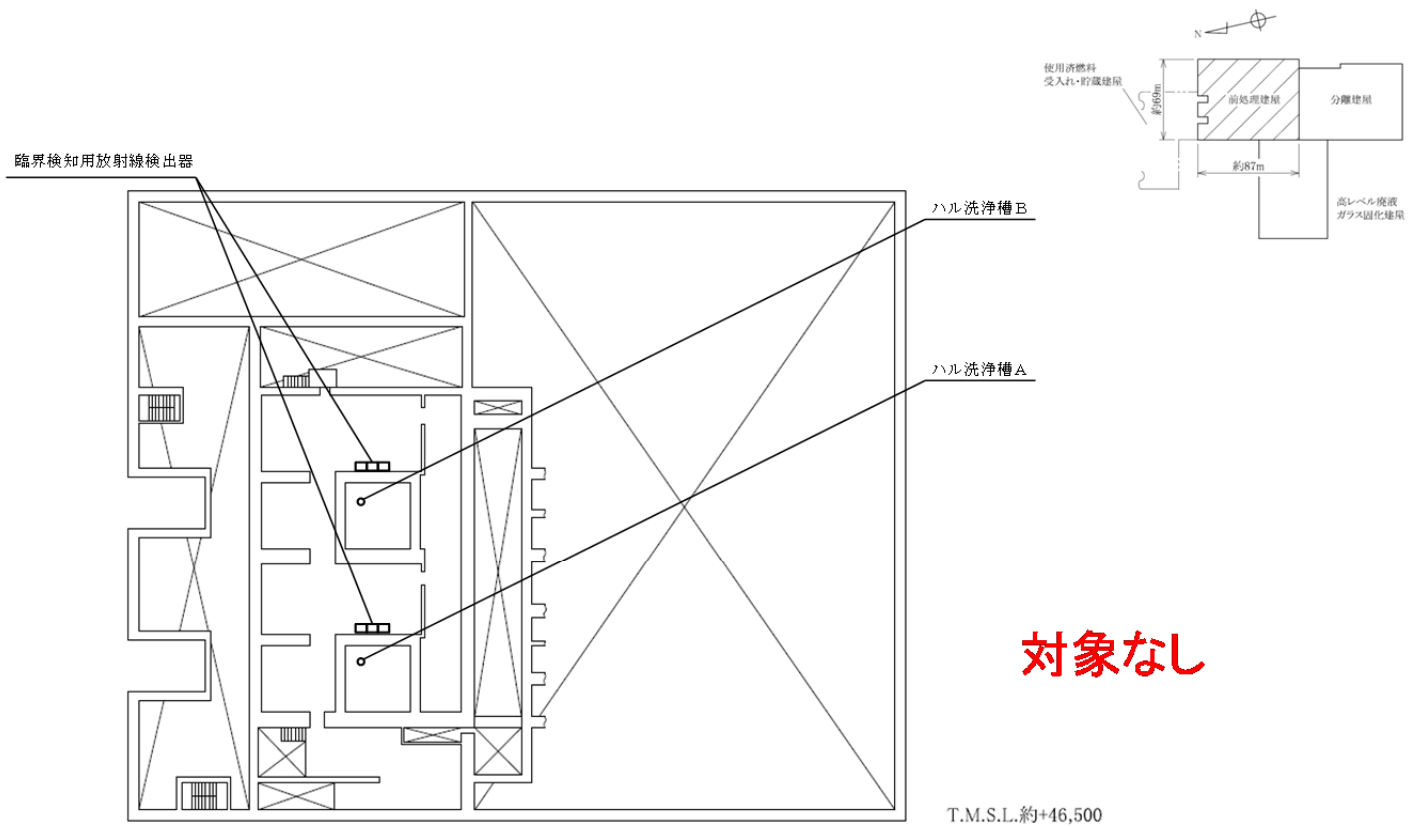 N
使用済燃料
受入れ・貯蔵建屋
約69m
前処理建屋
分離建屋
約87m
高レベル廃液
ガラス固化建屋
臨界検知用放射線検出器
ハル洗浄槽B
ハル洗浄槽A
対象なし
T.M.S.L.約+46,500